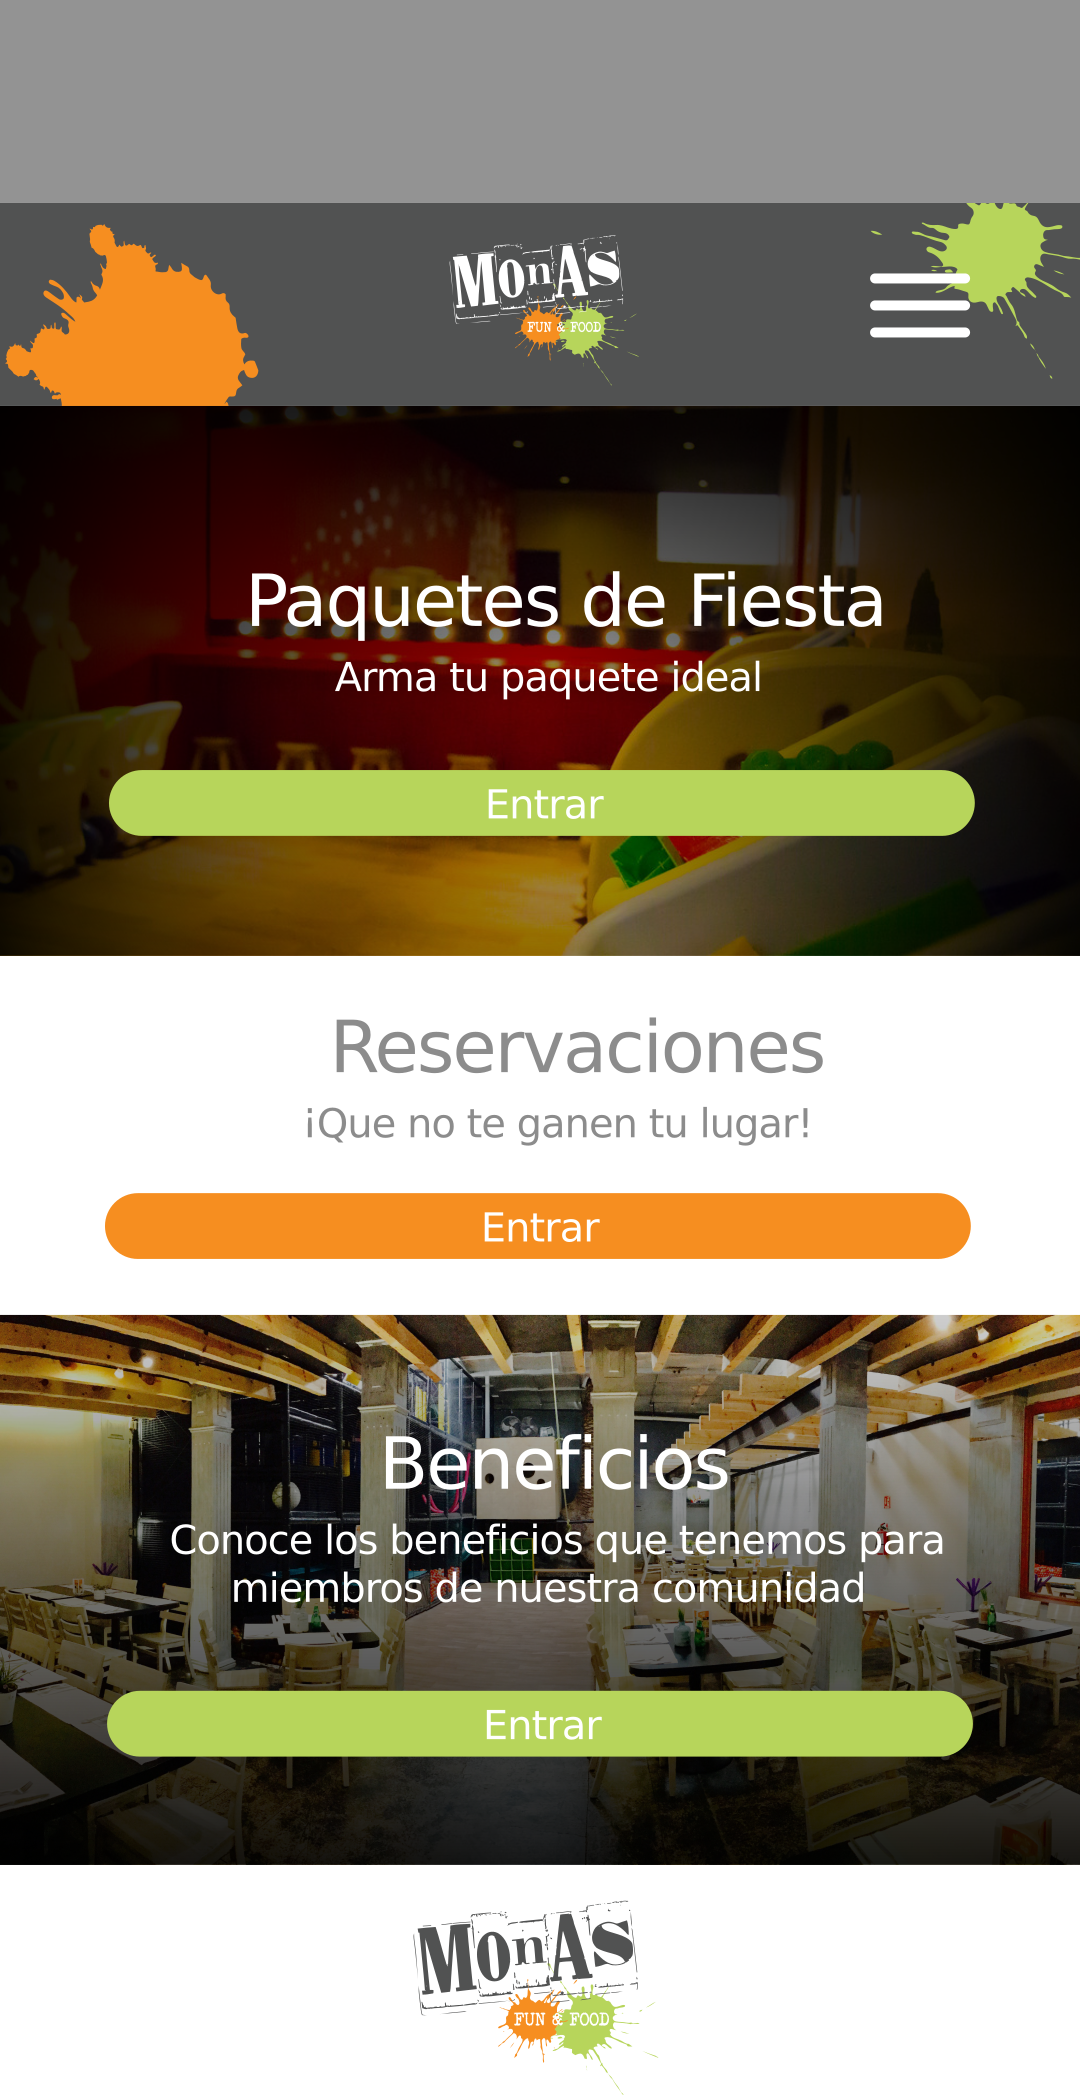 MonAs
FUN & FOOD
Paquetes de Fiesta
Arma tu paquete ideal
Entrar
Reservaciones
¡Que no te ganen tu lugar!
Entrar
Beneficios
Conoce los beneficios que tenemos para
miembros de nuestra comunidad
Entrar
MonAs
FUN & FOOD